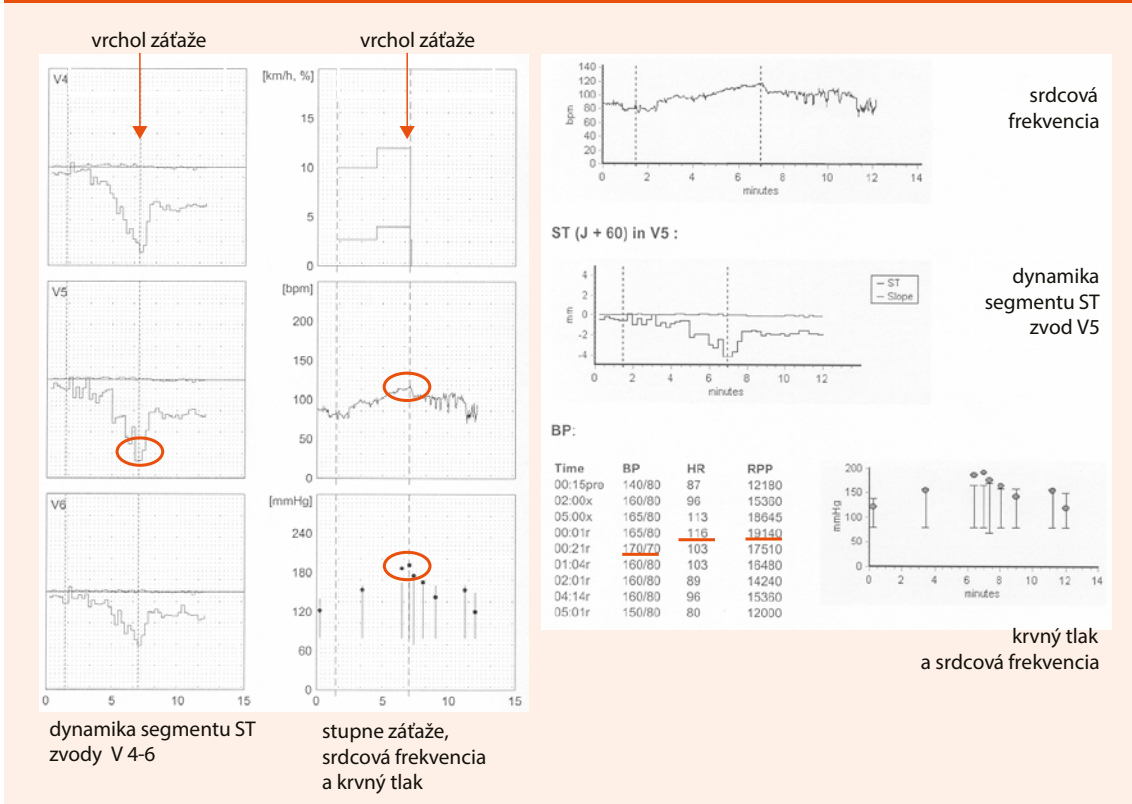 vrchol záťaže
vrchol záťaže
V4
[km/h, %]
15
10
5
0
V5
[bpm]
200
150
100
50
0
V6
[mmHg]
240
180
120
60
0
0 5 10 15
0 5 10 15
dynamika segmentu ST
zvody V 4-6
stupne záťaže,
srdcová frekvencia
a krvný tlak
140
120
100
80
60
40
20
0
bpm
0 2 4 6 8 10 12 14
minutes
srdcová
frekvencia
ST (J + 60) in V5 :
4
2
0
-2
-4
mm
0 2 4 6 8 10 12
minutes
ST
Slope
dynamika
segmentu ST
zvod V5
BP:
Time BP HR RPP
00:15pre 140/80 87 12180
02:00x 160/80 96 15360
05:00x 165/80 113 18645
00:01r 165/80 116 19140
00:21r 170/70 103 17510
01:04r 160/80 103 16480
02:01r 160/80 89 14240
04:14r 160/80 96 15360
05:01r 150/80 80 12000
200
150
100
50
0
mmHg
0 2 4 6 8 10 12 14
minutes
krvný tlak
a srdcová frekvencia